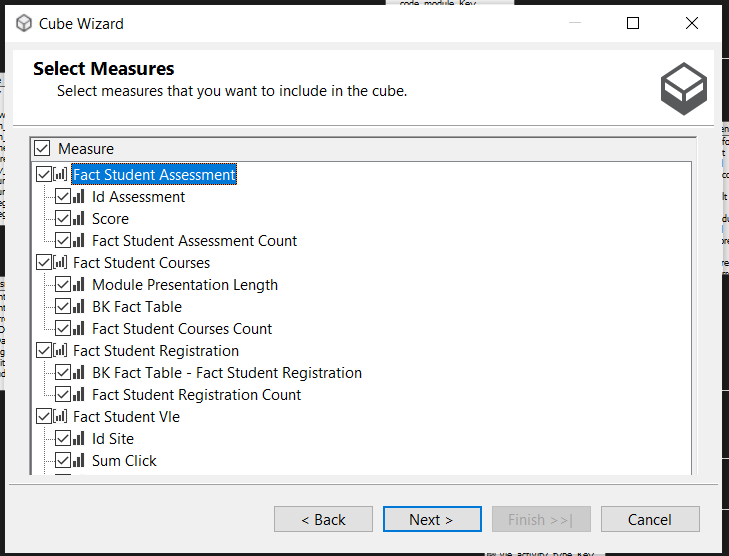 code_module_Key
Cube Wizard
Select Measures
Select measures that you want to include in the cube.
Measure
Fact Student Assessment
Id Assessment
Score
Fact Student Assessment Count
Fact Student Courses
Module Presentation Length
BK Fact Table
Fact Student Courses Count
Fact Student Registration
BK Fact Table - Fact Student Registration
Fact Student Registration Count
Fact Student Vle
Id Site
Sum Click
< Back
Next >
Finish >>|
Cancel